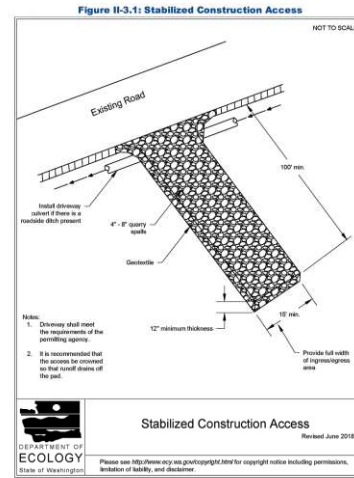 Figure II-3.1: Stabilized Construction Access
NOT TO SCALE
Existing Road
100' min.
Install driveway
culvert if there is a
roadside ditch present
4" - 8" quarry
spalls
Geotextile
12" minimum thickness
15' min.
Provide full width
of ingress/egress
area
Notes:
1. Driveway shall meet
the requirements of the
permitting agency.
2. It is recommended that
the access be crowned
so that runoff drains off
the pad.
DEPARTMENT OF
ECOLOGY
State of Washington
Stabilized Construction Access
Revised June 2018
Please see http://www.ecy.wa.gov/copyright.html for copyright notice including permissions,
limitation of liability, and disclaimer.